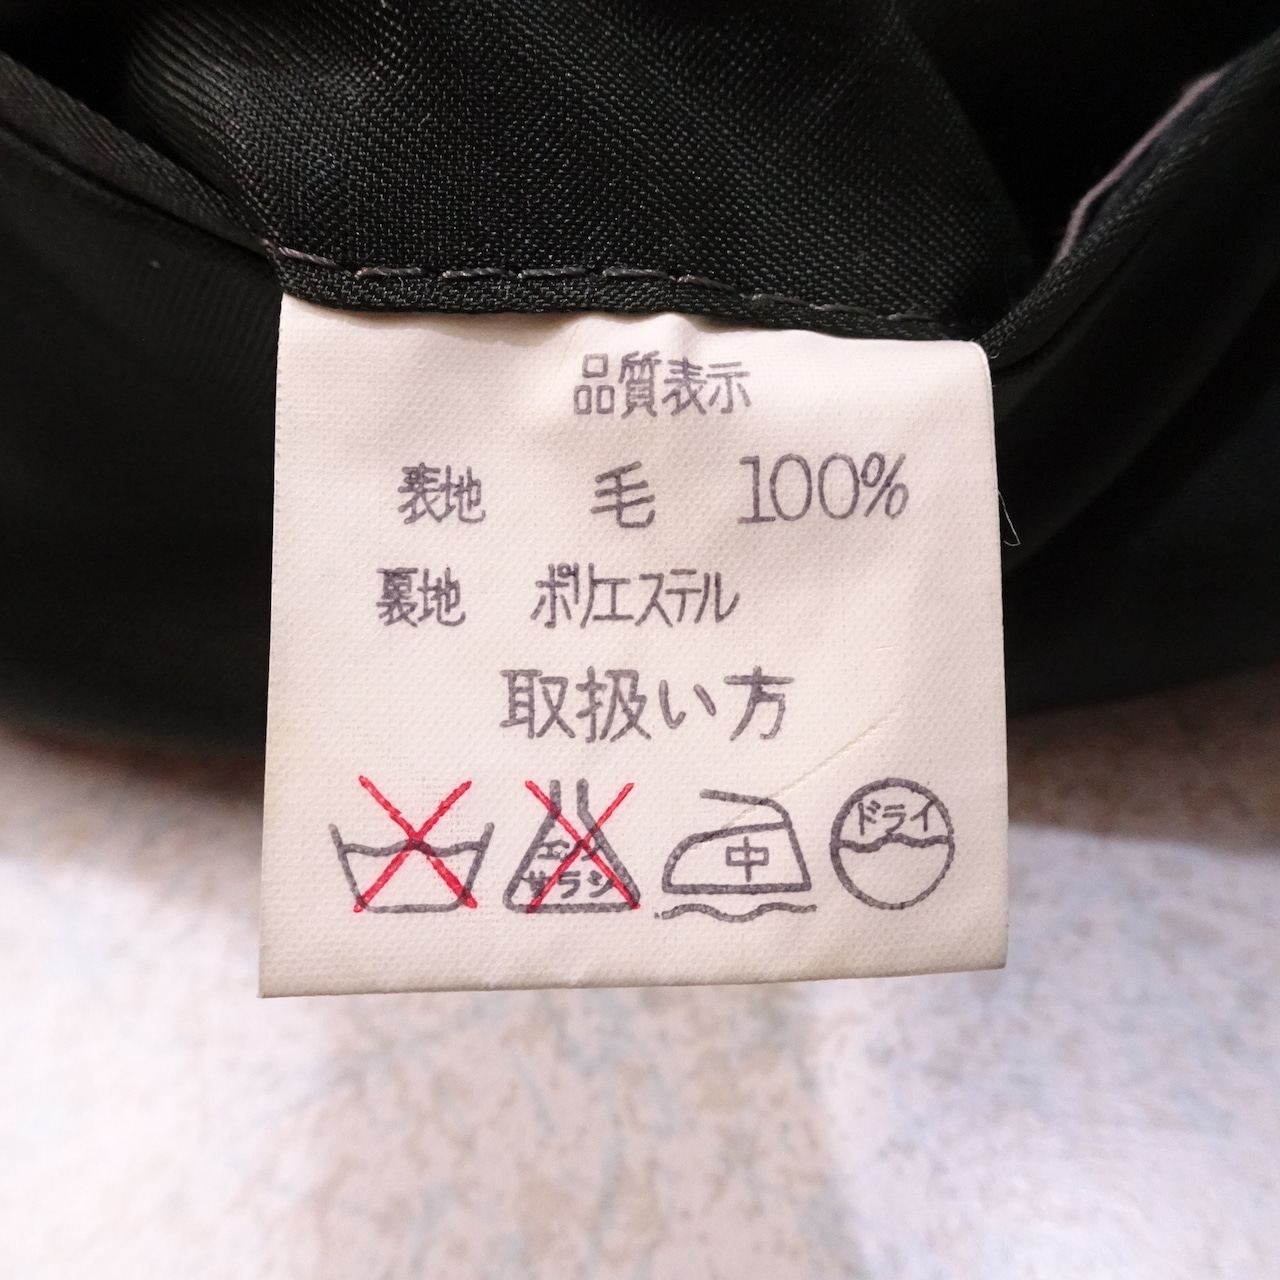 品質表示
表地 毛 100%
裏地 ポリエステル
取扱い方
エンソ サラシ 中 ドライ